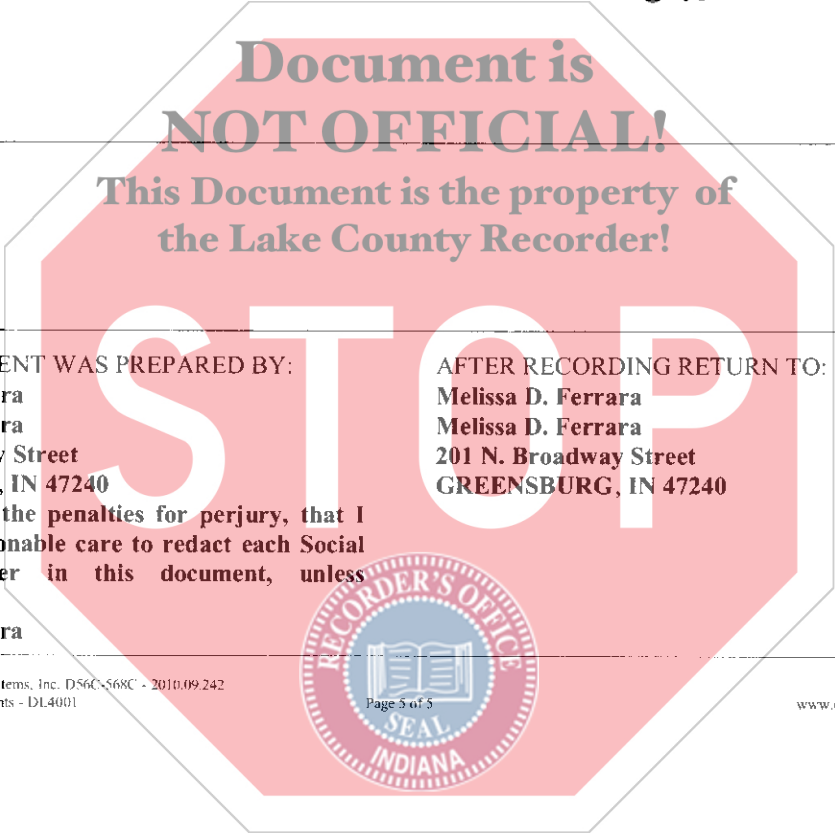 Document is
NOT OFFICIAL!
This Document is the property of
the Lake County Recorder!
STOP
ENT WAS PREPARED BY:
ra
ra
Street
, IN 47240
the penalties for perjury, that I
onable care to redact each Social
er in this document, unless
ra
AFTER RECORDING RETURN TO:
Melissa D. Ferrara
Melissa D. Ferrara
201 N. Broadway Street
GREENSBURG, IN 47240
RECORDER'S OFFICE
SEAL
INDIANA
tems, Inc. D56C-568C - 2010.09.242
nts - DL4001
Page 5 of 5
www.